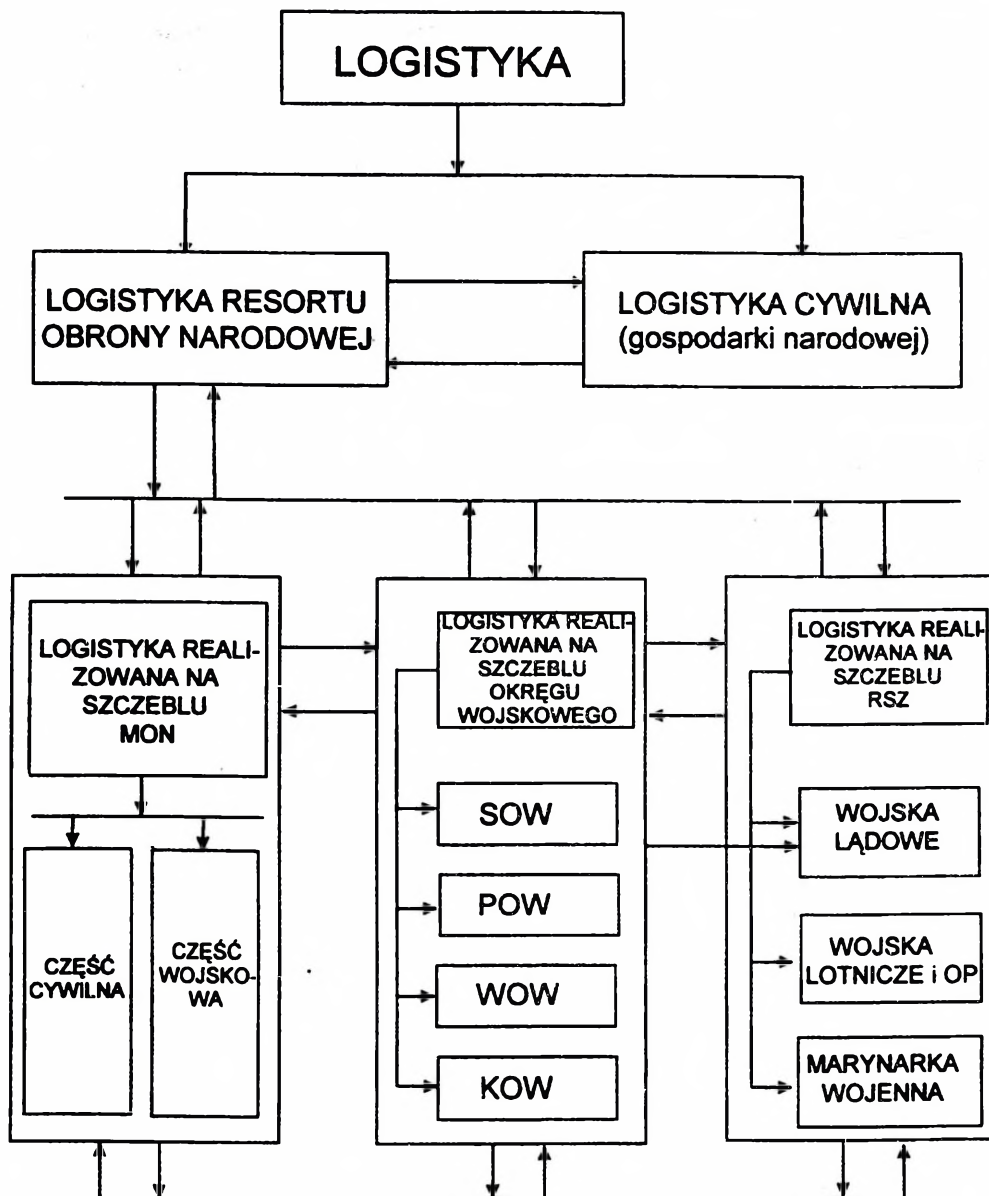 LOGISTYKA
LOGISTYKA RESORTU
OBRONY NARODOWEJ
LOGISTYKA CYWILNA
(gospodarki narodowej)
LOGISTYKA REALI-
ZOWANA NA
SZCZEBLU
MON
CZĘŚĆ
CYWILNA
CZĘŚĆ
WOJSKO-
WA
LOGISTYKA REALI-
ZOWANA NA
SZCZEBLU
OKRĘGU
WOJSKOWEGO
SOW
POW
WOW
KOW
LOGISTYKA REALI-
ZOWANA NA
SZCZEBLU
RSZ
WOJSKA
LĄDOWE
WOJSKA
LOTNICZE i OP
MARYNARKA
WOJENNA